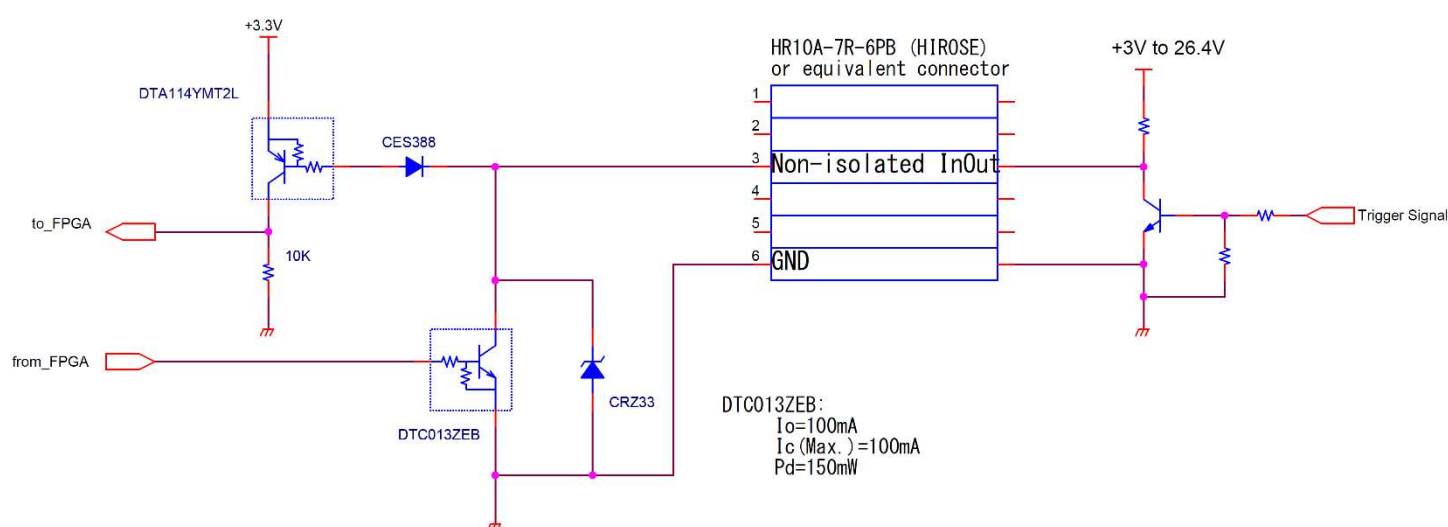 +3.3V
DTA114YMT2L
CES388
to_FPGA
10K
from_FPGA
DTC013ZEB
CRZ33
HR10A-7R-6PB (HIROSE)
or equivalent connector
1
2
3 Non-isolated InOut
4
5
6 GND
+3V to 26.4V
Trigger Signal
DTC013ZEB:
Io=100mA
Ic(Max.)=100mA
Pd=150mW